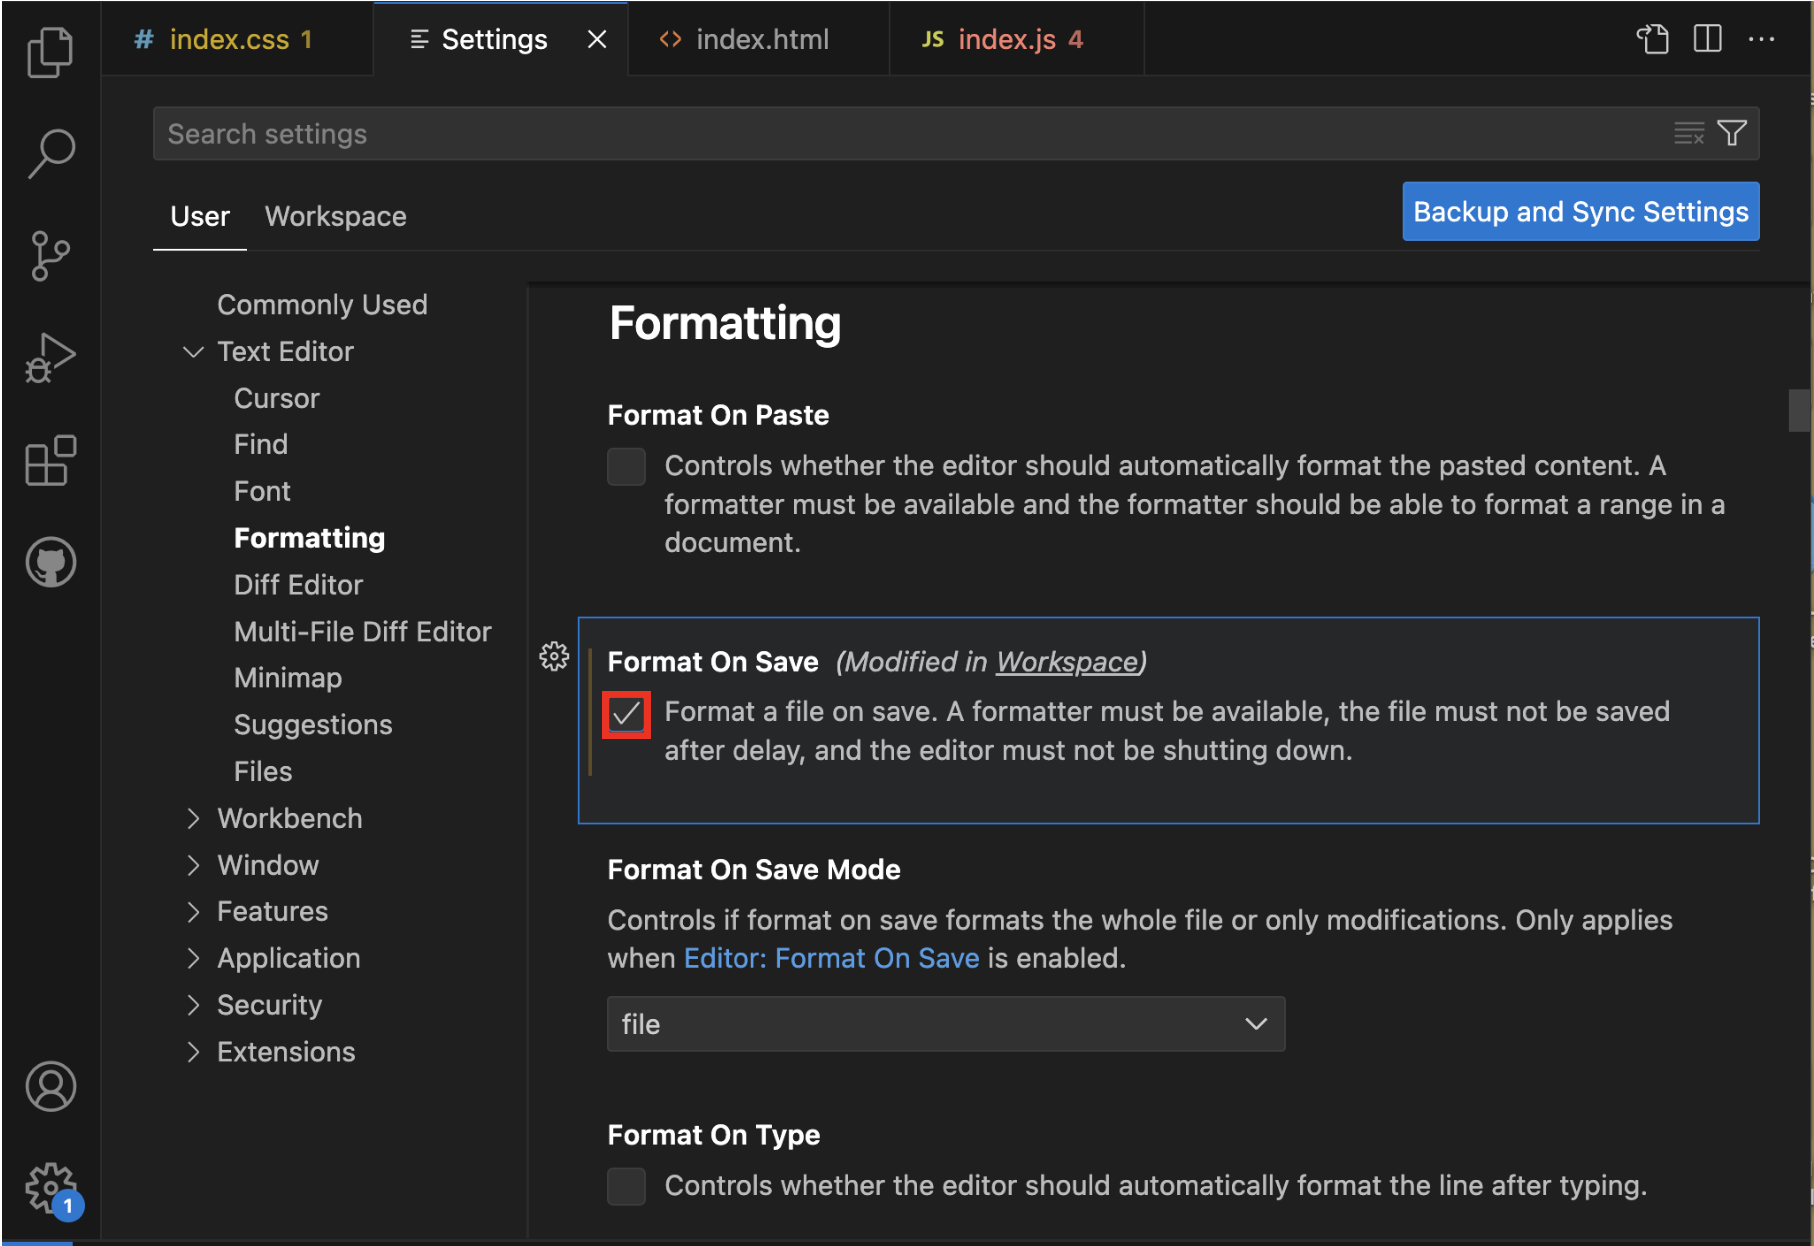 # index.css 1
Settings
<> index.html
JS index.js 4
Search settings
User
Workspace
Backup and Sync Settings
Commonly Used
Text Editor
Cursor
Find
Font
Formatting
Diff Editor
Multi-File Diff Editor
Minimap
Suggestions
Files
Workbench
Window
Features
Application
Security
Extensions
1
Formatting
Format On Paste
Controls whether the editor should automatically format the pasted content. A
formatter must be available and the formatter should be able to format a range in a
document.
Format On Save (Modified in Workspace)
Format a file on save. A formatter must be available, the file must not be saved
after delay, and the editor must not be shutting down.
Format On Save Mode
Controls if format on save formats the whole file or only modifications. Only applies
when Editor: Format On Save is enabled.
file
Format On Type
Controls whether the editor should automatically format the line after typing.